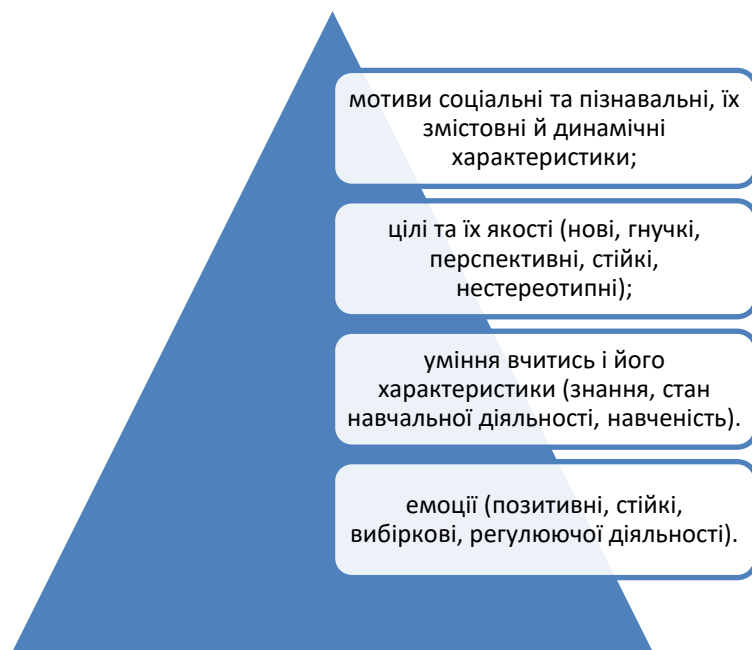 мотиви соціальні та пізнавальні, їх
змістовні й динамічні
характеристики;
цілі та їх якості (нові, гнучкі,
перспективні, стійкі,
нестереотипні);
уміння вчитись і його
характеристики (знання, стан
навчальної діяльності, навченість).
емоції (позитивні, стійкі,
вибіркові, регулюючої діяльності).